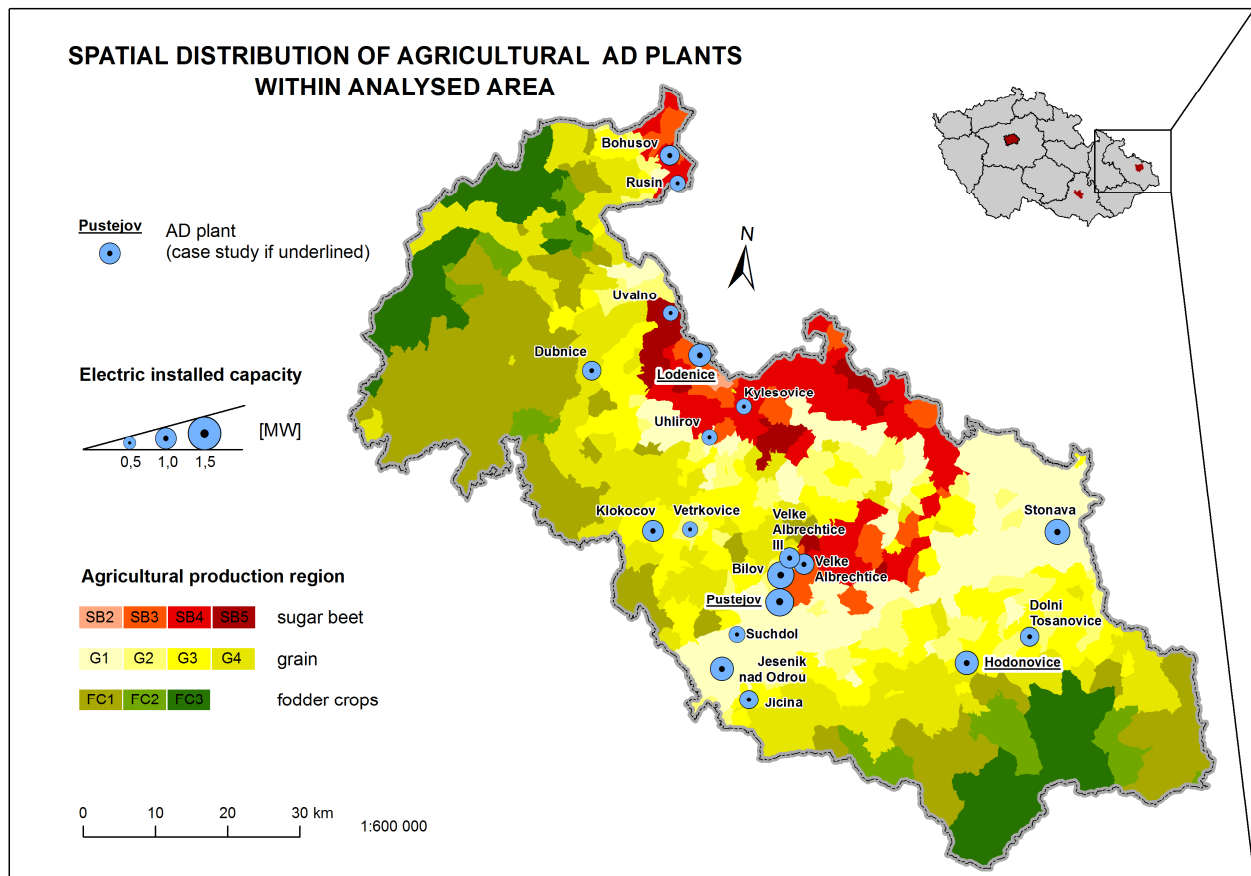 SPATIAL DISTRIBUTION OF AGRICULTURAL AD PLANTS
WITHIN ANALYSED AREA
Pustejov
AD plant
(case study if underlined)
Electric installed capacity
[MW]
0,5 1,0 1,5
Agricultural production region
SB2 SB3 SB4 SB5 sugar beet
G1 G2 G3 G4 grain
FC1 FC2 FC3 fodder crops
0 10 20 30 km
1:600 000
N
Bohusov
Rusin
Uvalno
Dubnice
Lodenice
Kylesovice
Uhlirov
Klokocov
Vetrkovice
Velke
Albrechtice
III
Velke
Albrechtice
Bilov
Pustejov
Stonava
Suchdol
Dolni
Tosanovice
Jesenik
nad Odrou
Hodonovice
Jicina